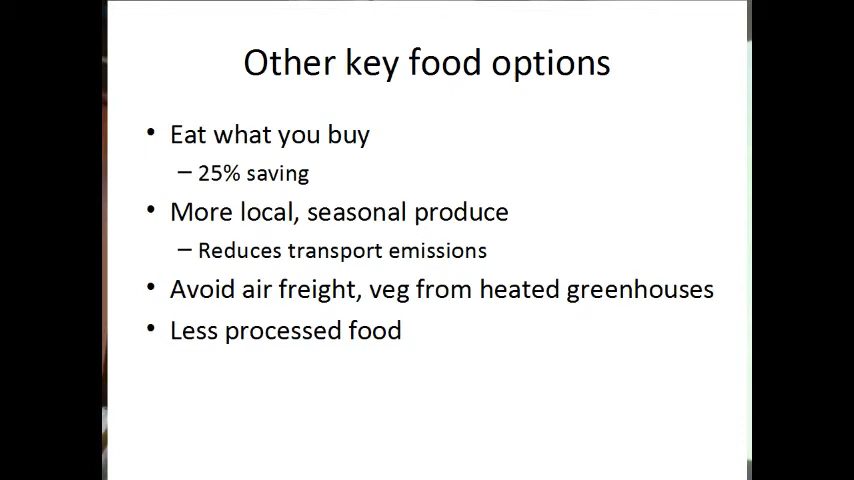 Other key food options
• Eat what you buy
– 25% saving
• More local, seasonal produce
– Reduces transport emissions
• Avoid air freight, veg from heated greenhouses
• Less processed food